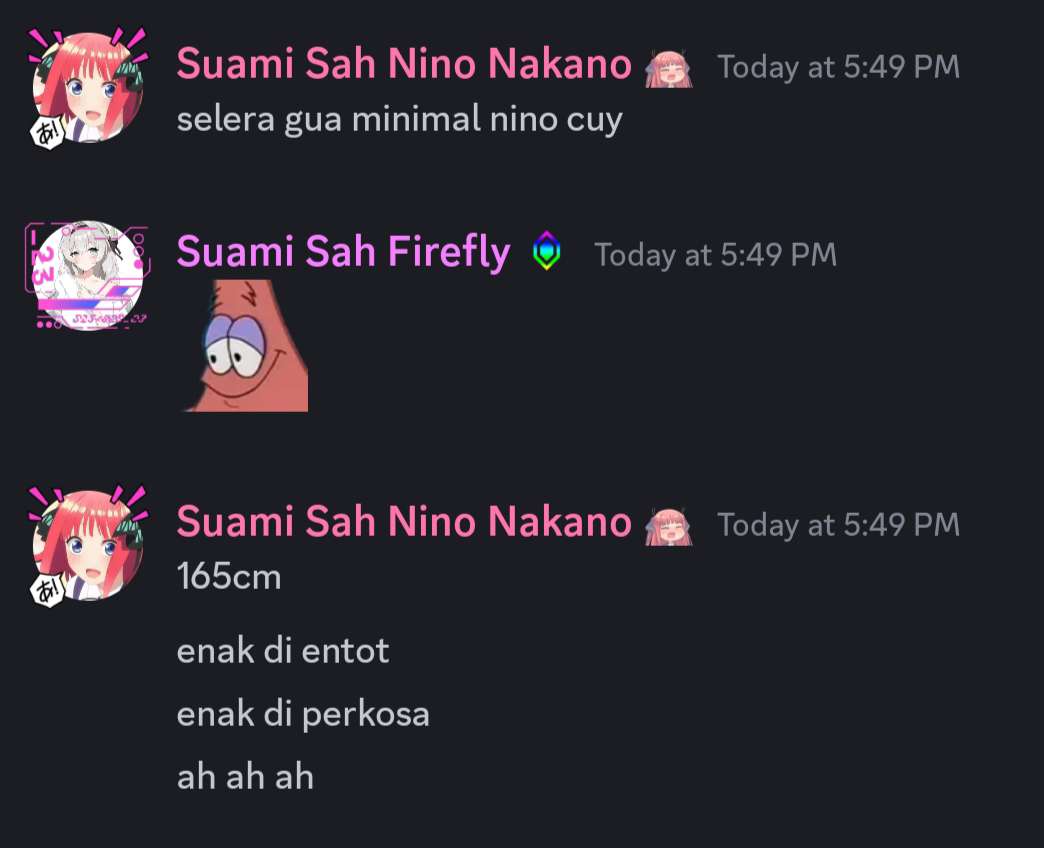 Suami Sah Nino Nakano Today at 5:49 PM
selera gua minimal nino cuy
Suami Sah Firefly Today at 5:49 PM
Suami Sah Nino Nakano Today at 5:49 PM
165cm
enak di entot
enak di perkosa
ah ah ah